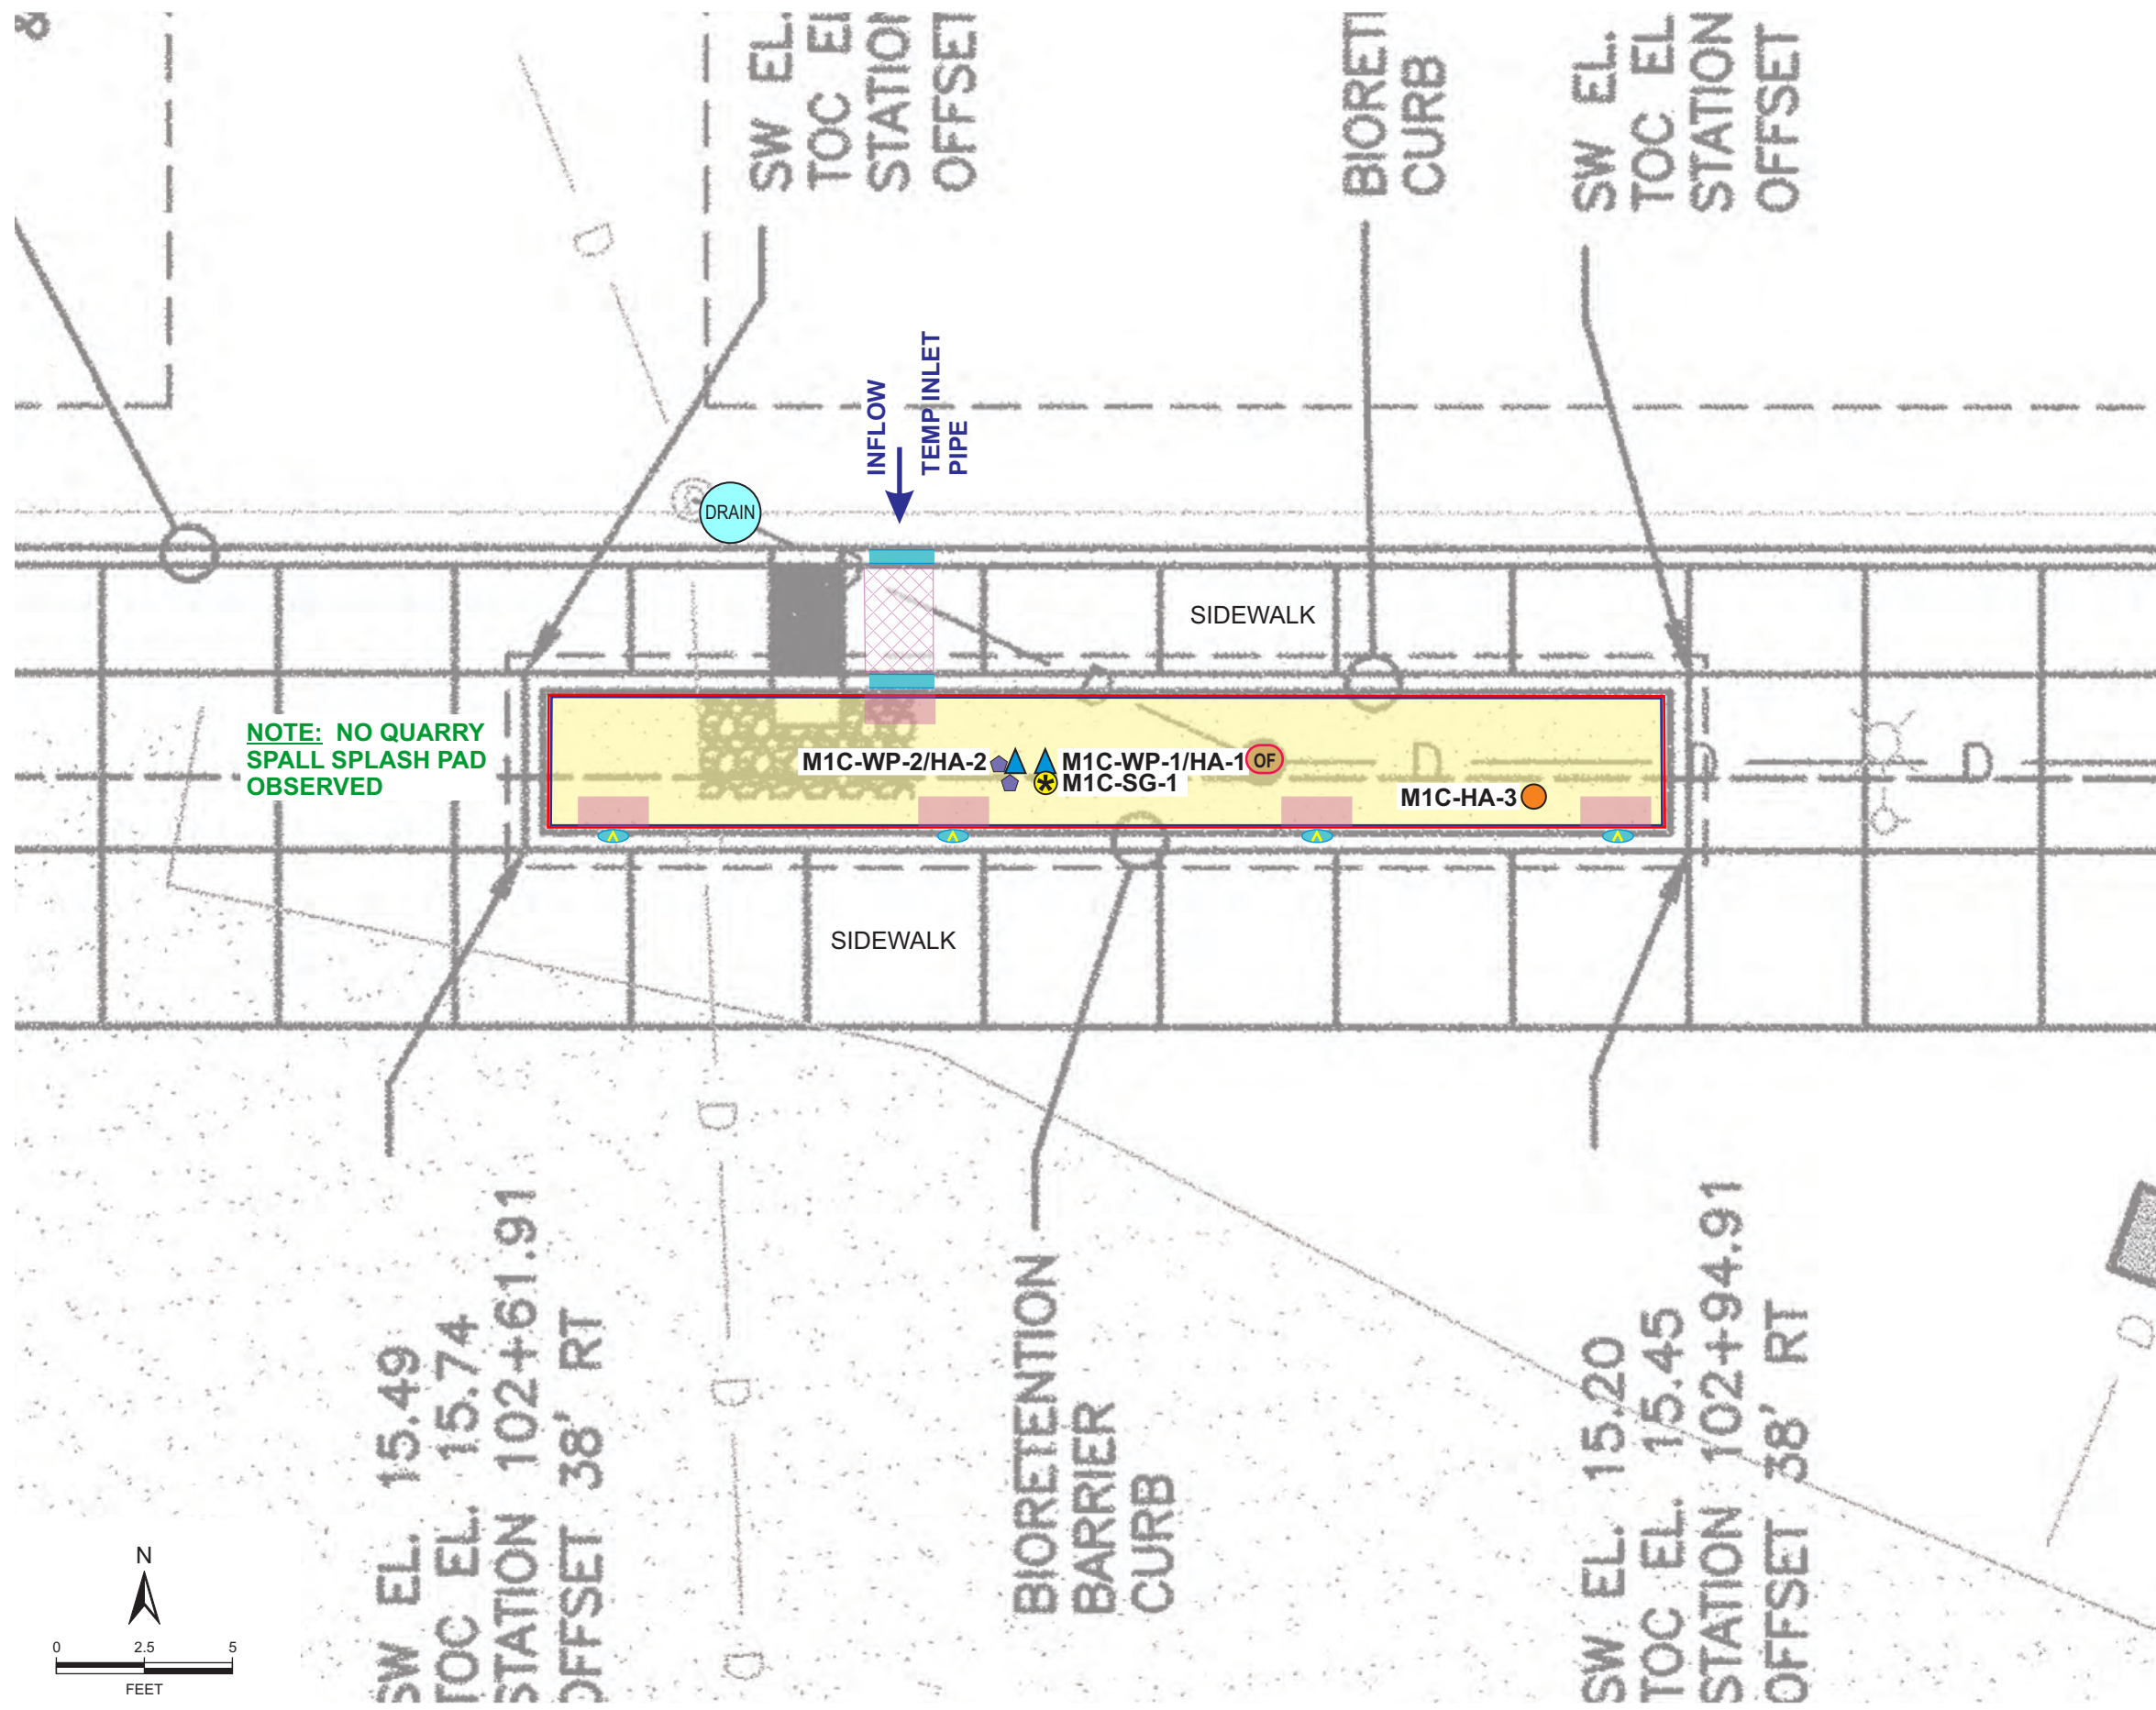 &
SW EL.
TOC EL
STATION
OFFSET
BIORETI
CURB
SW EL.
TOC EL
STATION
OFFSET
D
INFLOW
TEMP INLET
PIPE
DRAIN
SIDEWALK
NOTE: NO QUARRY
SPALL SPLASH PAD
OBSERVED
M1C-WP-2/HA-2
M1C-WP-1/HA-1
OF
M1C-SG-1
M1C-HA-3
D
D
D
SIDEWALK
D
D
D
D
SW EL. 15.49
TOC EL. 15.74
STATION 102+61.91
OFFSET 38' RT
BIORETENTION
BARRIER
CURB
SW EL. 15.20
TOC EL. 15.45
STATION 102+94.91
OFFSET 38' RT
N
0 2.5 5
FEET